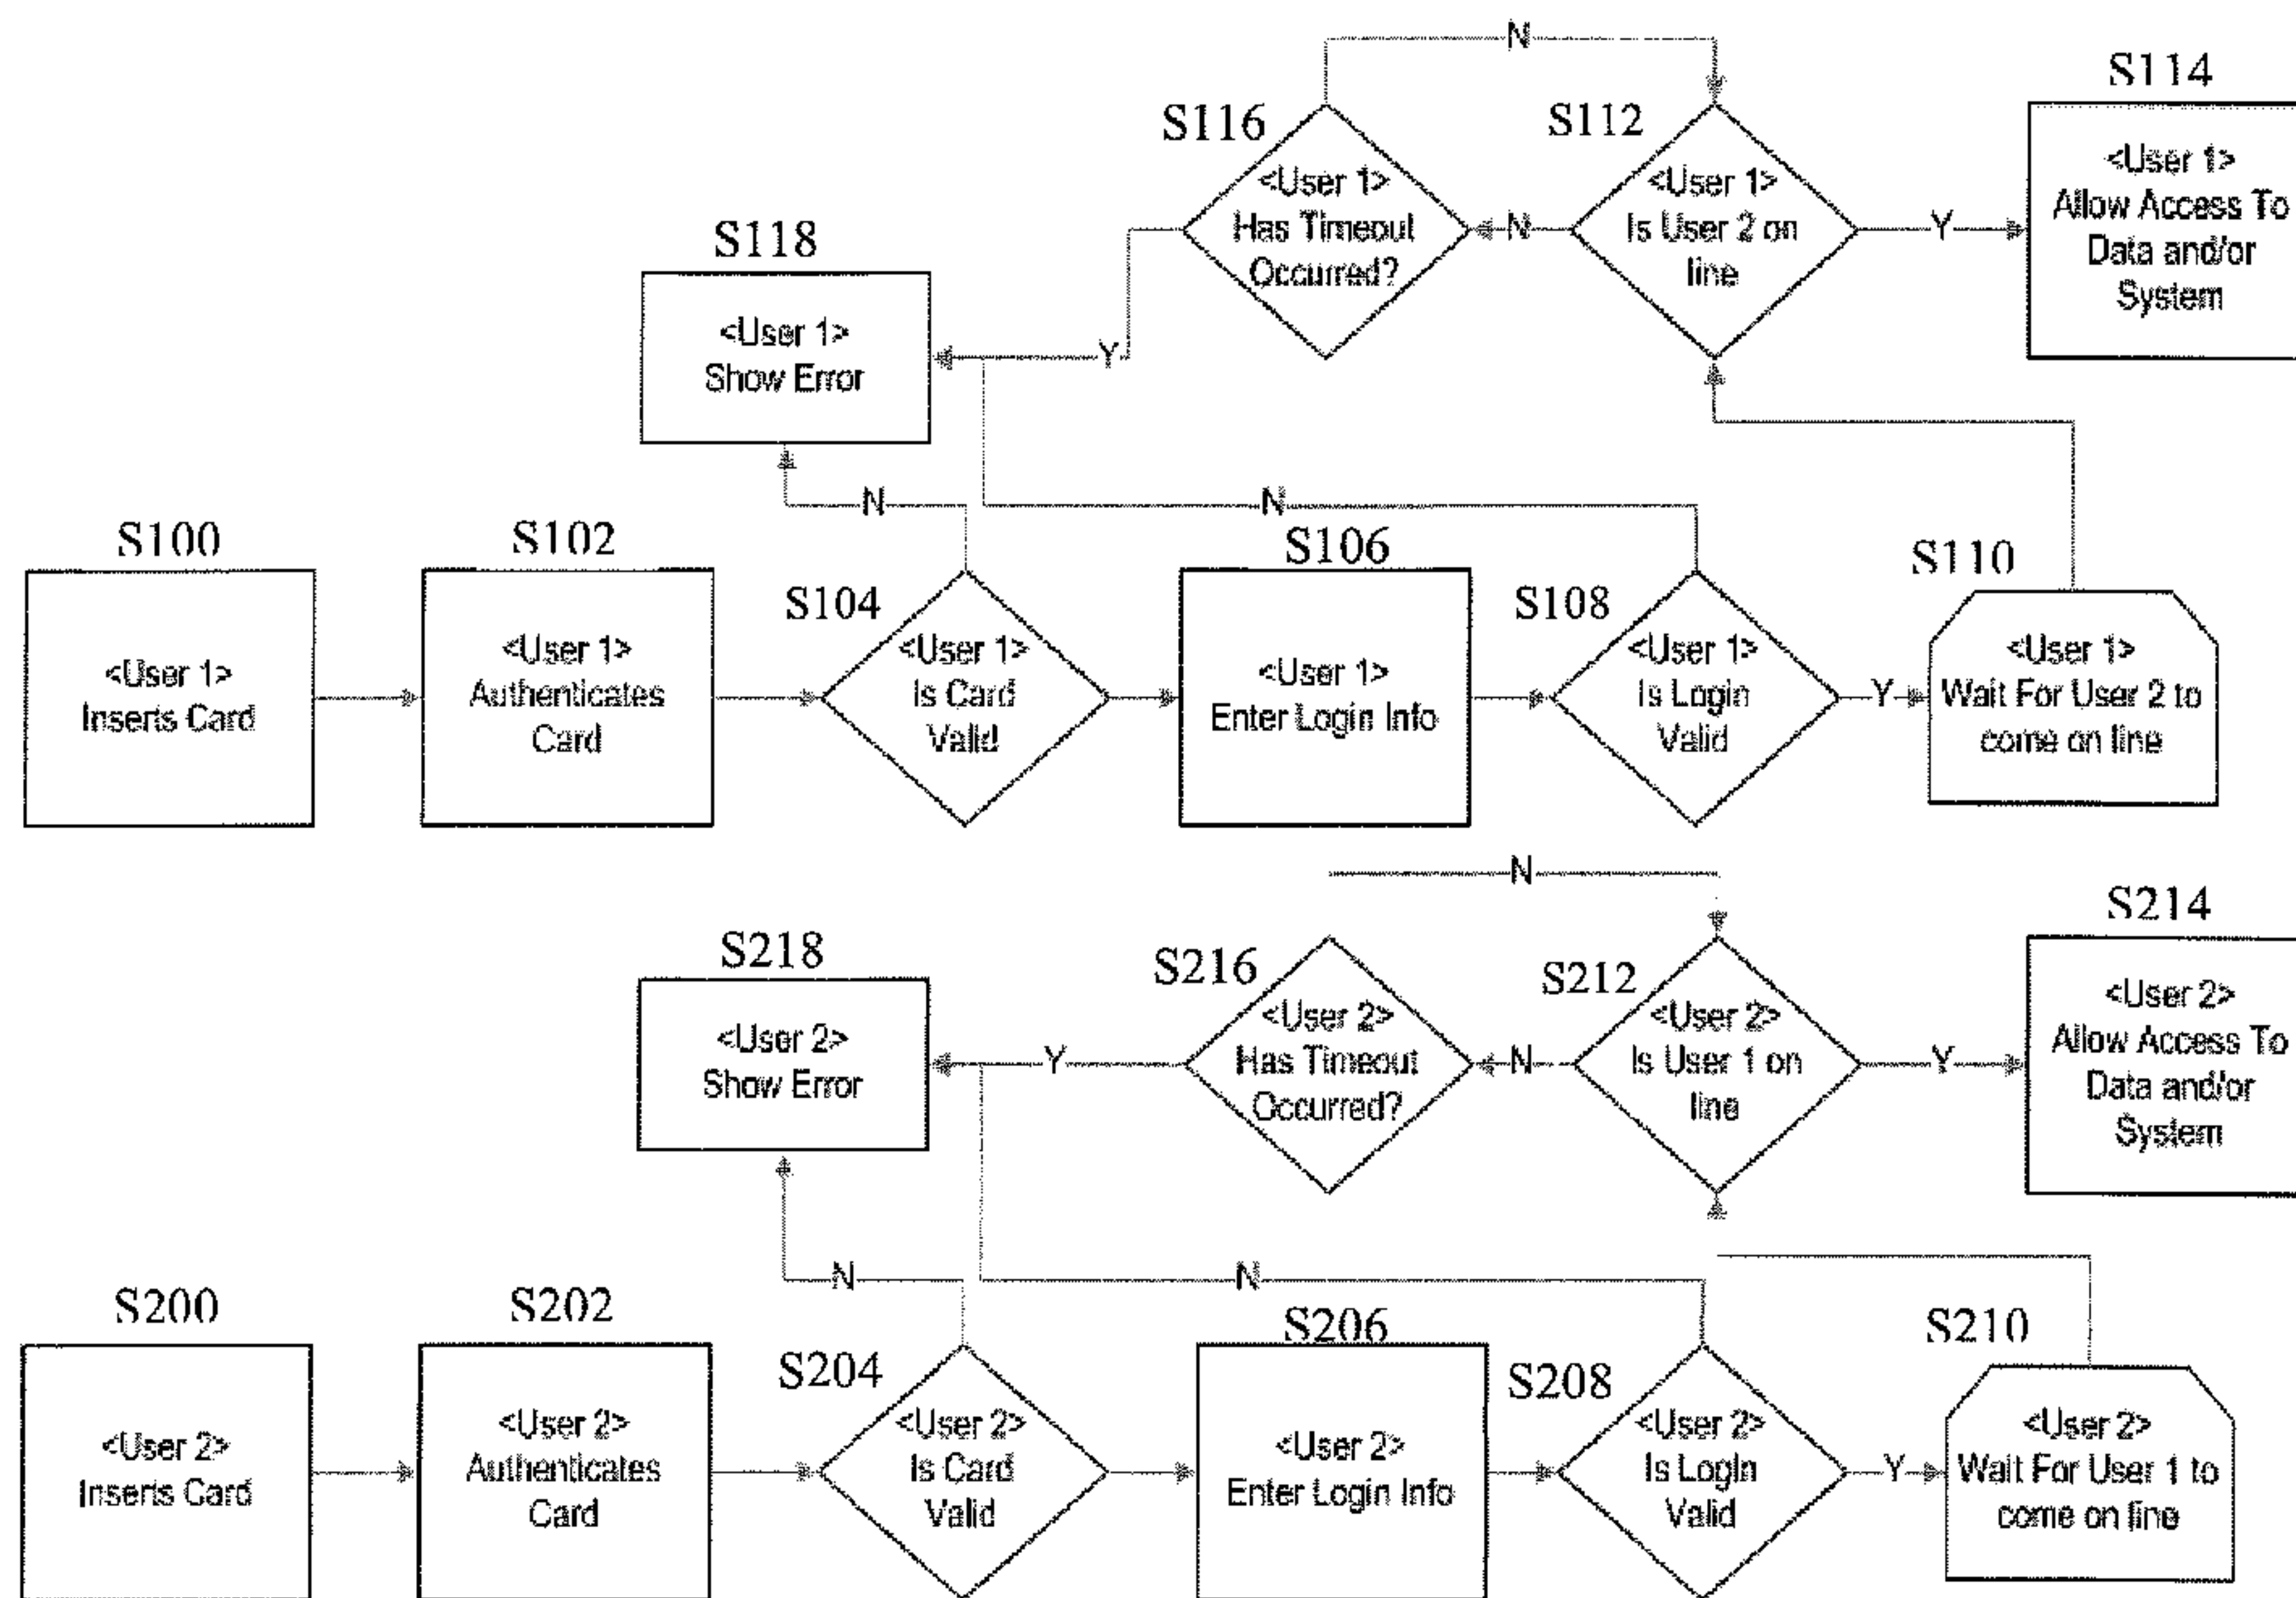 N
S114
S116
S112
<User 1>
Has Timeout
Occurred?
N
<User 1>
Is User 2 on
line
Y
<User 1>
Allow Access To
Data and/or
System
S118
<User 1>
Show Error
Y
N
N
S100
S102
S106
S110
S104
S108
<User 1>
Inserts Card
<User 1>
Authenticates
Card
<User 1>
Is Card
Valid
<User 1>
Enter Login Info
<User 1>
Is Login
Valid
Y
<User 1>
Wait For User 2 to
come on line
N
S214
S218
S216
S212
<User 2>
Show Error
Y
<User 2>
Has Timeout
Occurred?
N
<User 2>
Is User 1 on
line
Y
<User 2>
Allow Access To
Data and/or
System
N
N
S200
S202
S206
S210
S204
S208
<User 2>
Inserts Card
<User 2>
Authenticates
Card
<User 2>
Is Card
Valid
<User 2>
Enter Login Info
<User 2>
Is Login
Valid
Y
<User 2>
Wait For User 1 to
come on line